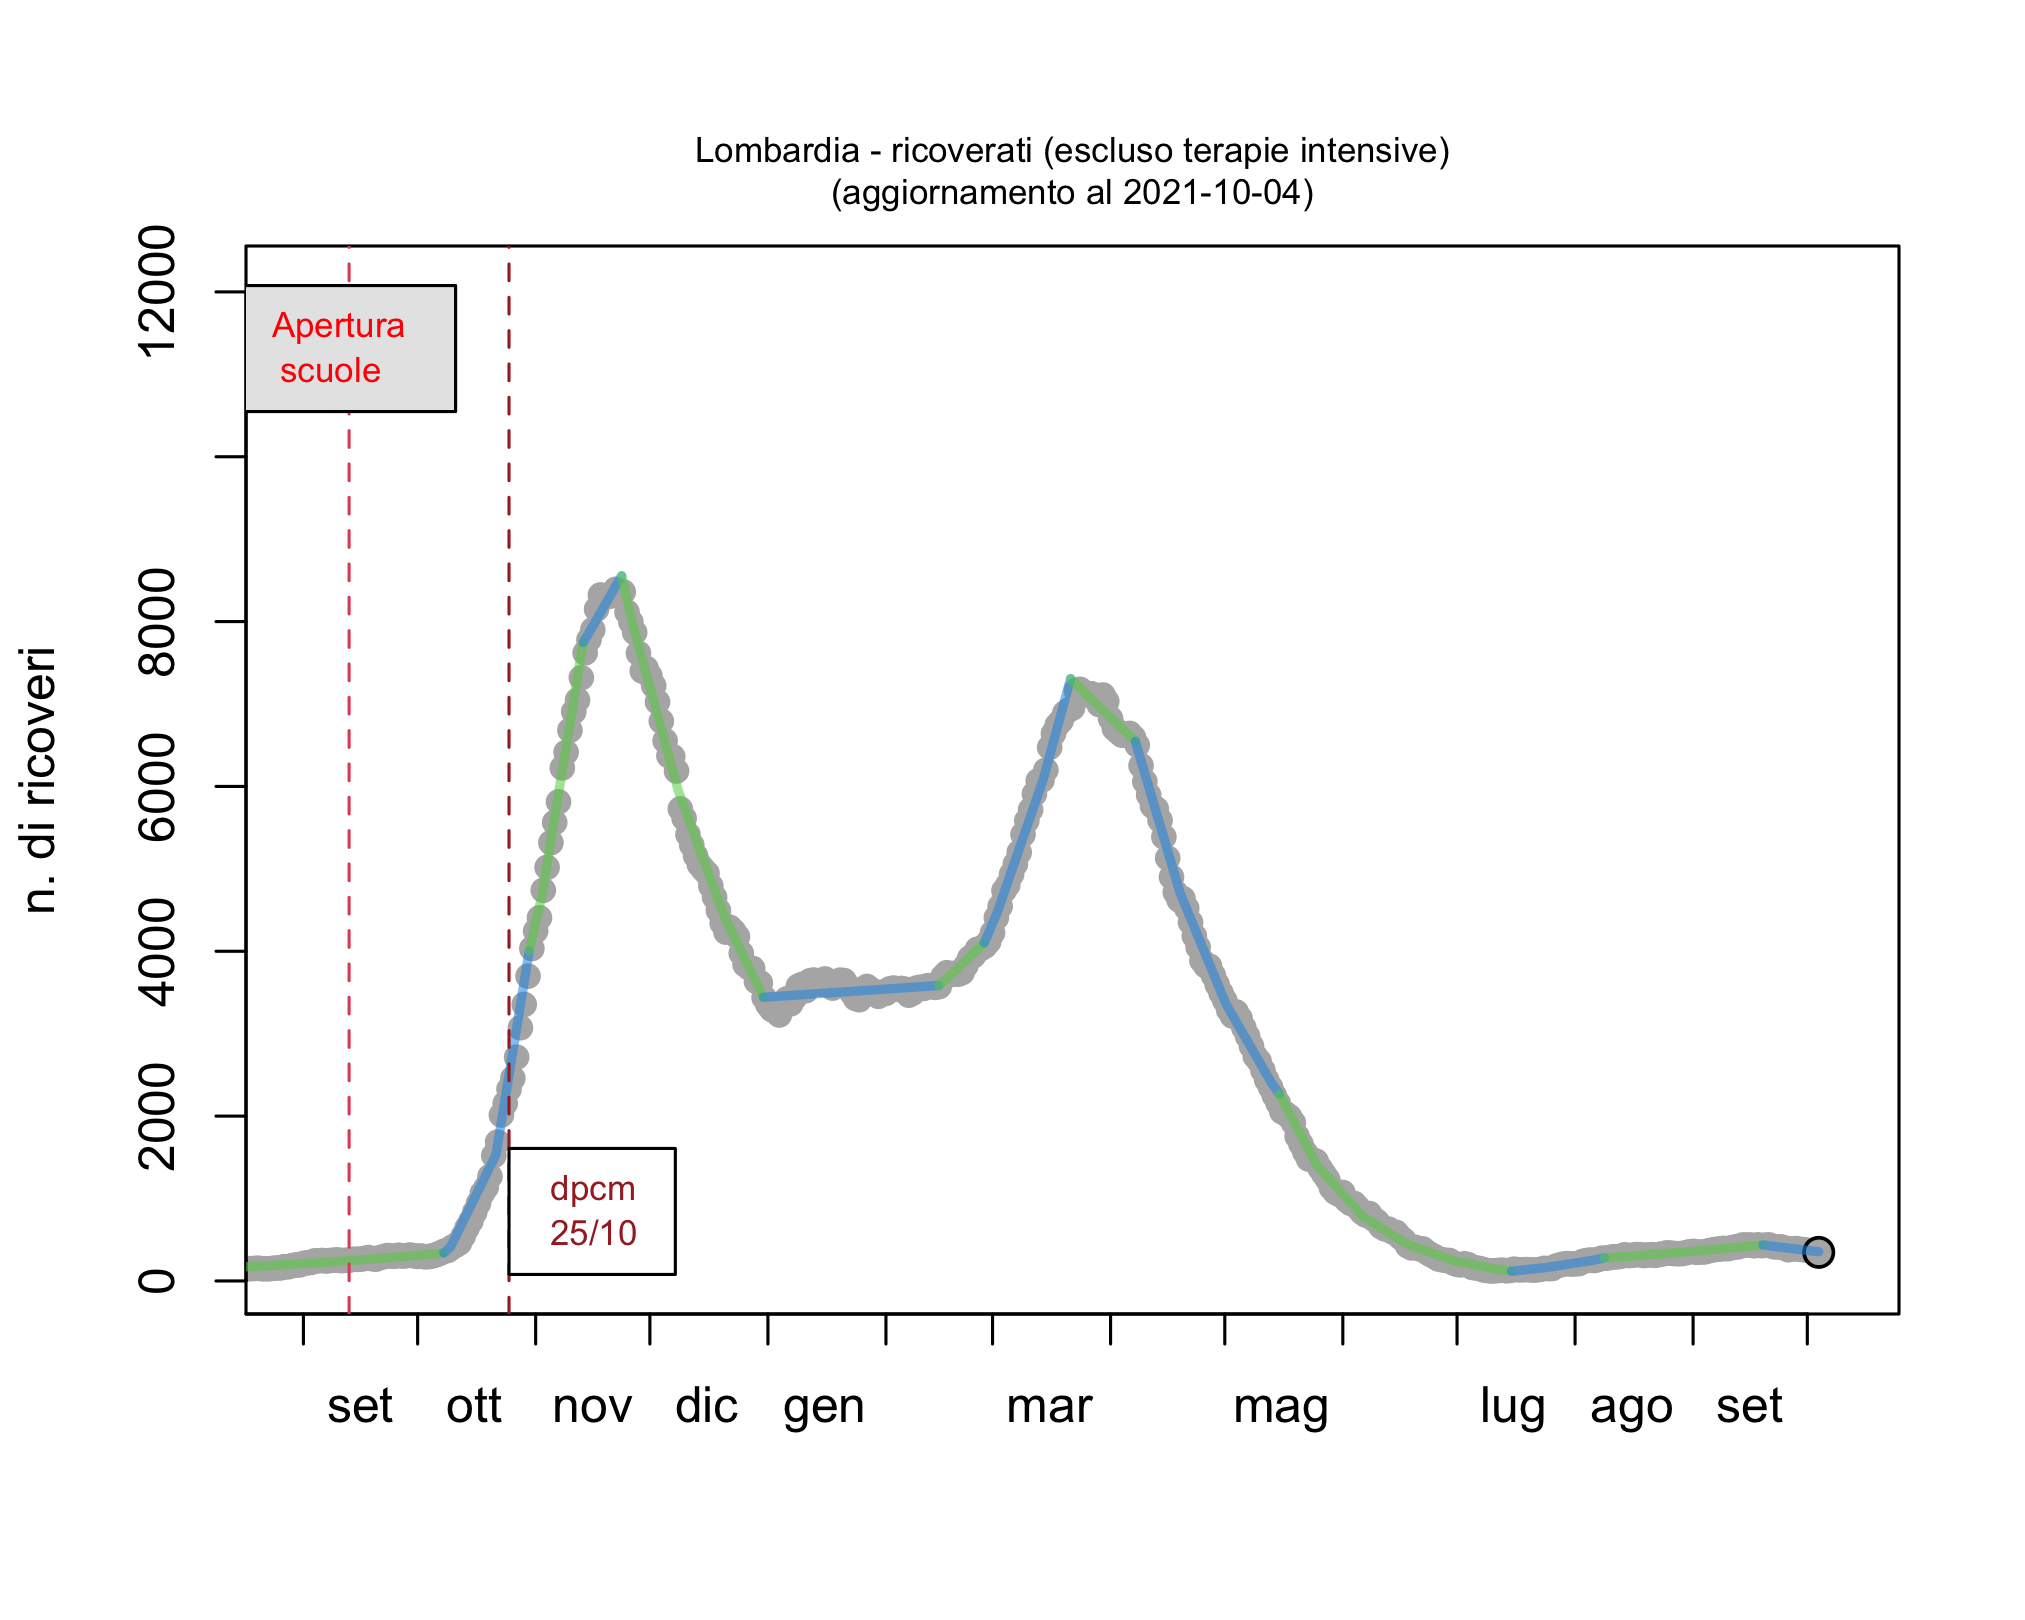 Lombardia - ricoverati (escluso terapie intensive)
(aggiornamento al 2021-10-04)
12000
8000
6000
4000
2000
0
n. di ricoveri
Apertura
scuole
dpcm
25/10
set ott nov dic gen mar mag lug ago set